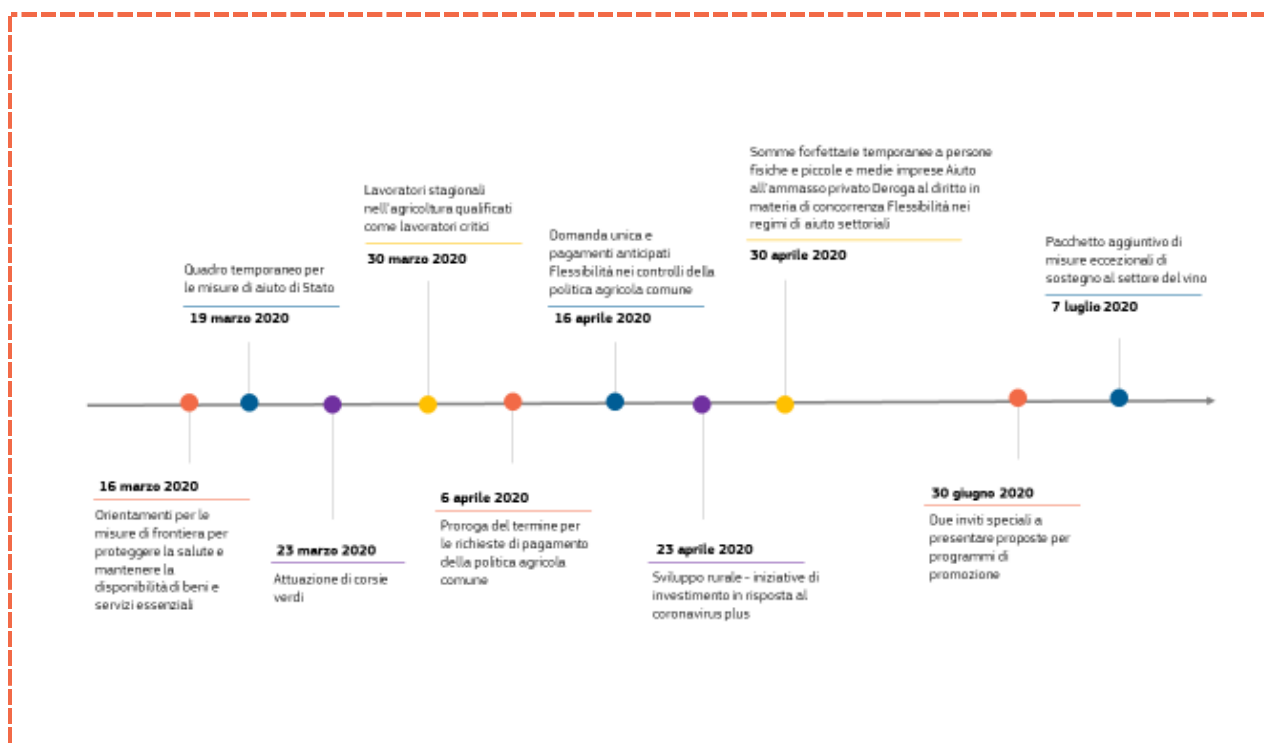 Somme forfettarie temporanee a persone
fisiche e piccole e medie imprese Aiuto
all'ammasso privato Deroga al diritto in
materia di concorrenza Flessibilità nei
regimi di aiuto settoriali
30 aprile 2020
Lavoratori stagionali
nell'agricoltura qualificati
come lavoratori critici
30 marzo 2020
Domanda unica e
pagamenti anticipati
Flessibilità nei controlli della
politica agricola comune
16 aprile 2020
Pacchetto aggiuntivo di
misure eccezionali di
sostegno al settore del vino
7 luglio 2020
Quadro temporaneo per
le misure di aiuto di Stato
19 marzo 2020
16 marzo 2020
Orientamenti per le
misure di frontiera per
proteggere la salute e
mantenere la
disponibilità di beni e
servizi essenziali
23 marzo 2020
Attuazione di corsie
verdi
6 aprile 2020
Proroga del termine per
le richieste di pagamento
della politica agricola
comune
23 aprile 2020
Sviluppo rurale - iniziative di
investimento in risposta al
coronavirus plus
30 giugno 2020
Due inviti speciali a
presentare proposte per
programmi di
promozione